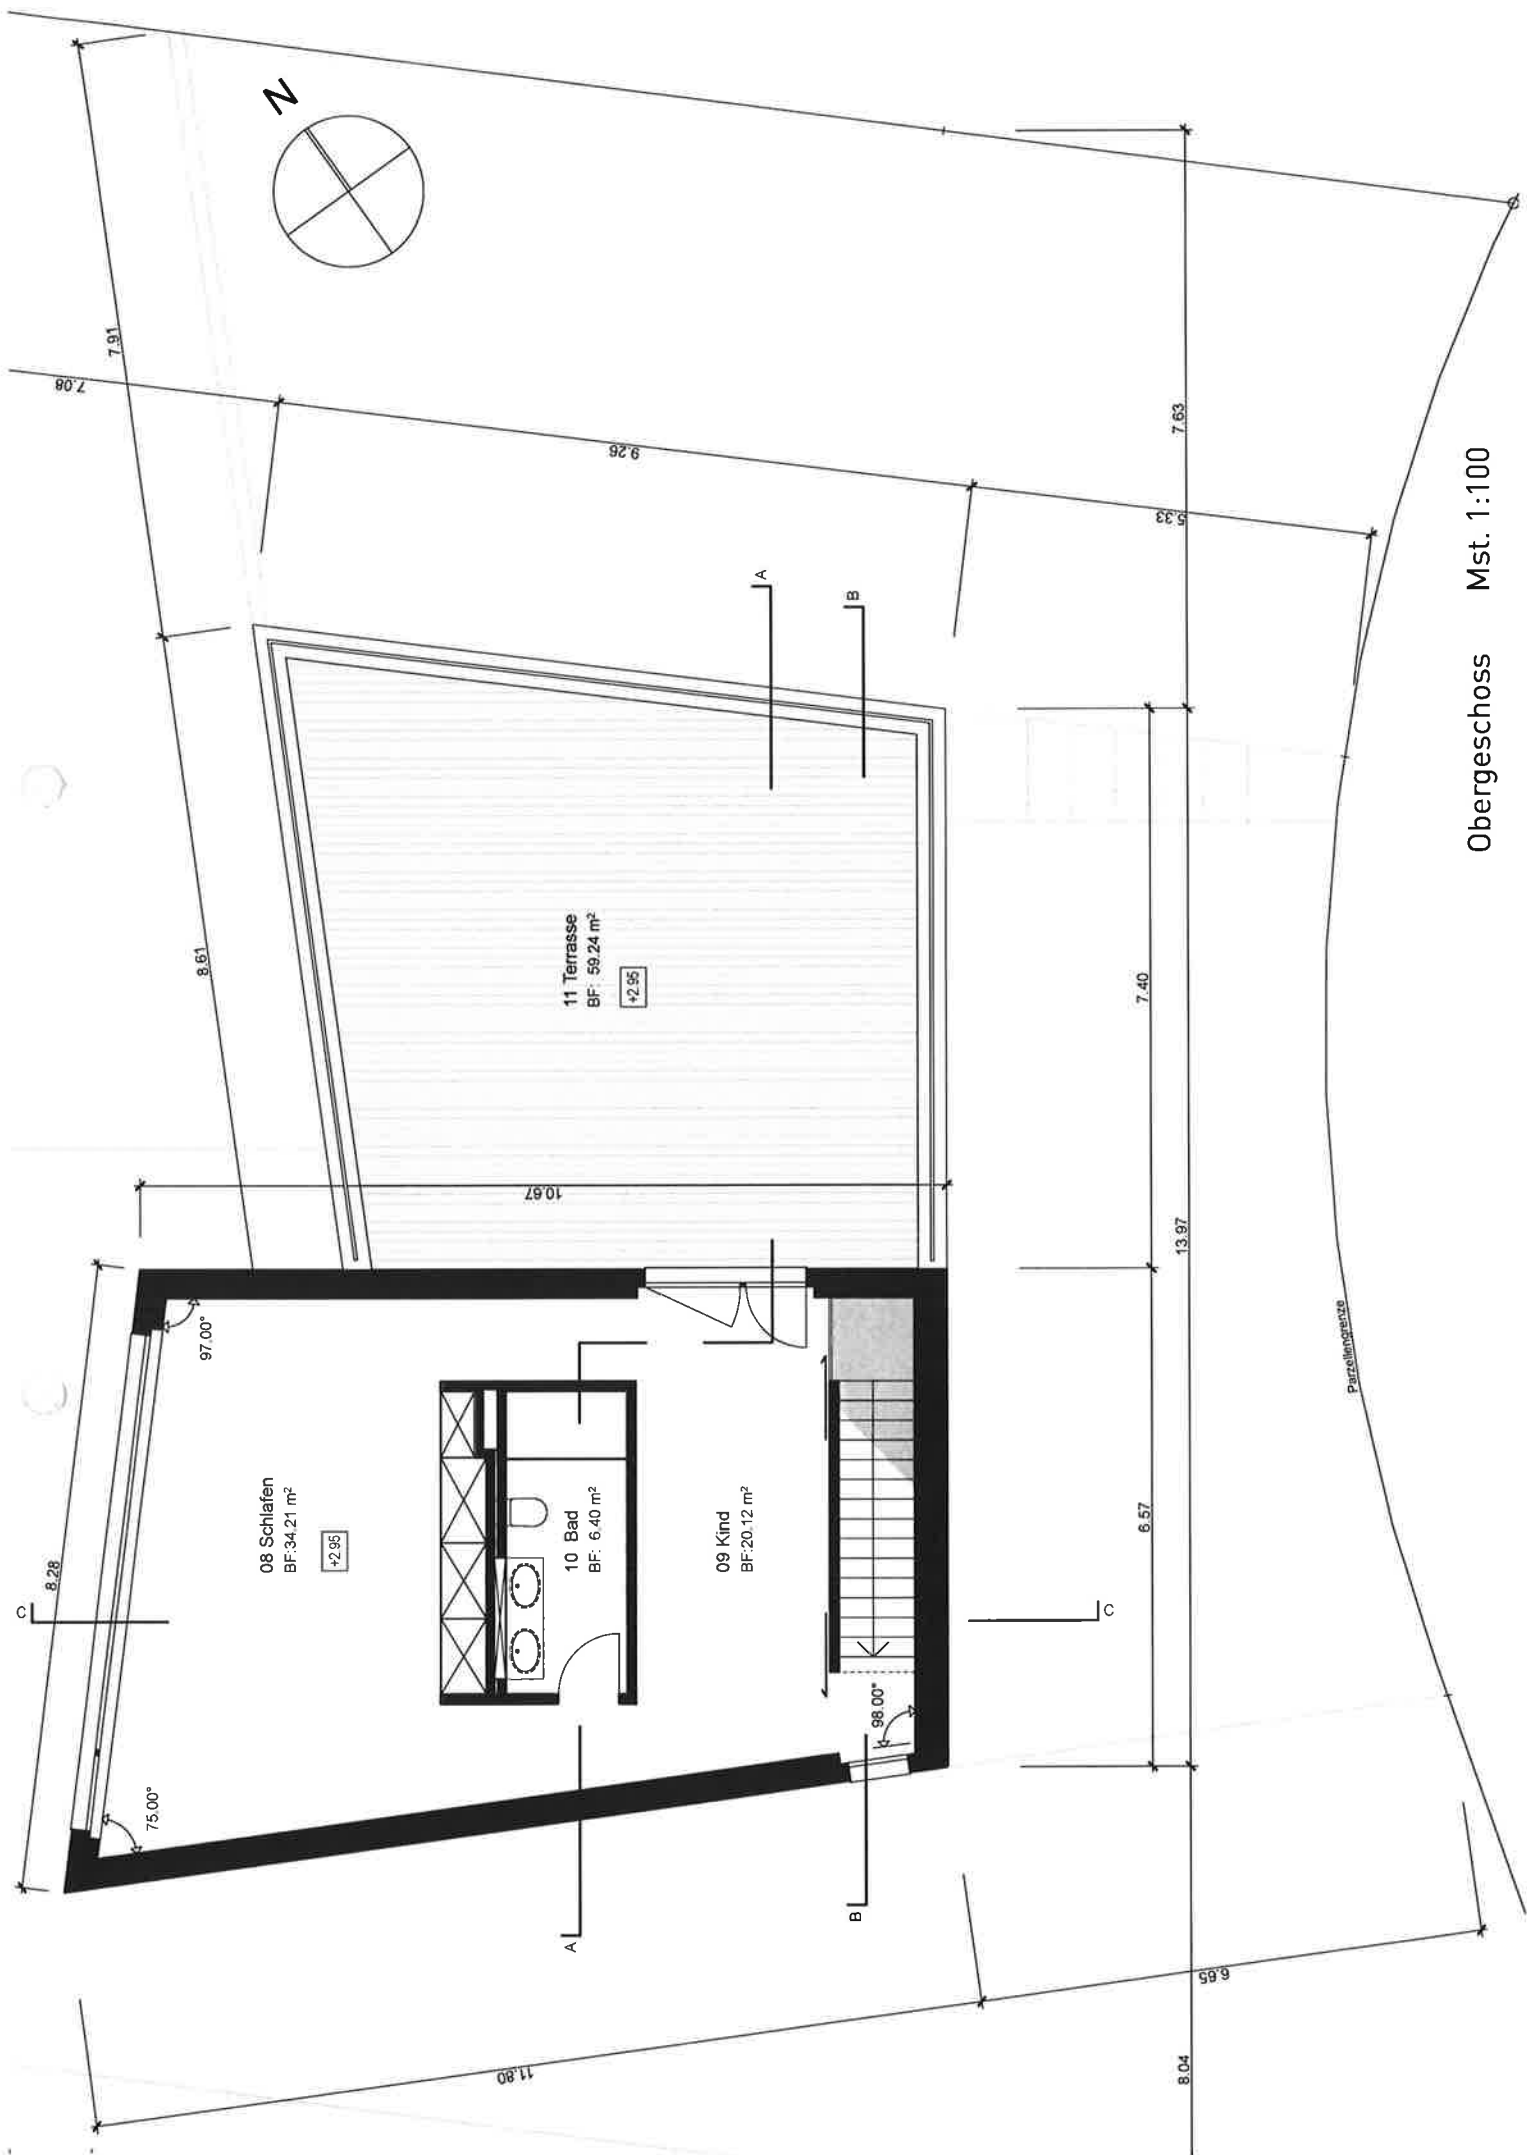 N
7.91
7.08
9.26
7.63
5.33
A
B
8.61
11 Terrasse
BF: 59.24 m²
+2.95
7.40
10.67
13.97
97.00°
08 Schlafen
BF:34.21 m²
+2.95
10 Bad
BF: 6.40 m²
09 Kind
BF:20.12 m²
8.28
C
C
6.57
75.00°
98.00°
A
B
11.80
6.65
8.04
Parzellengrenze
Obergeschoss Mst. 1:100